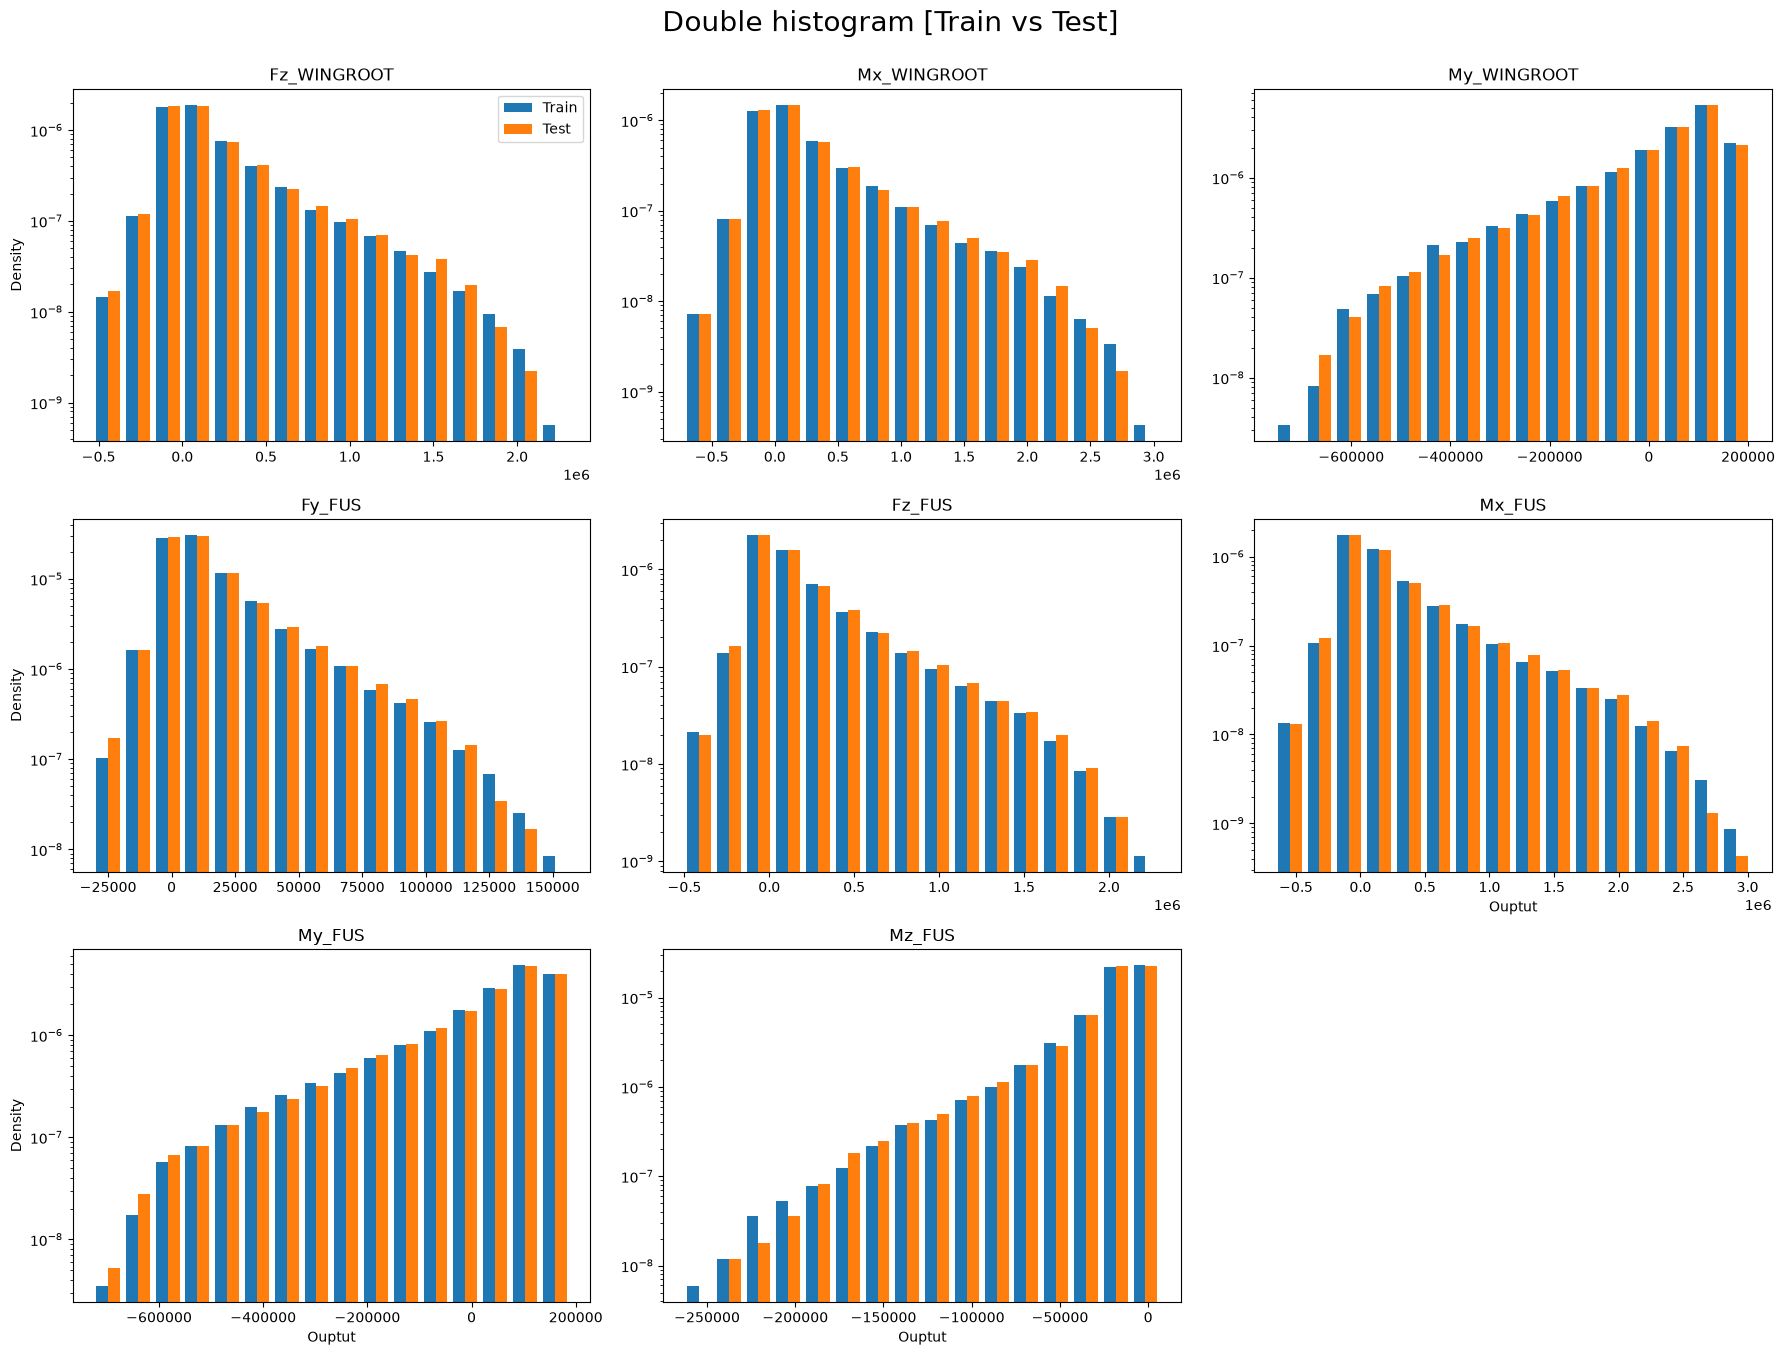 Double histogram [Train vs Test]
Fz_WINGROOT
Train
Test
Density
10⁻⁶
10⁻⁷
10⁻⁸
10⁻⁹
−0.5 0.0 0.5 1.0 1.5 2.0
1e6
Mx_WINGROOT
10⁻⁶
10⁻⁷
10⁻⁸
10⁻⁹
−0.5 0.0 0.5 1.0 1.5 2.0 2.5 3.0
1e6
My_WINGROOT
10⁻⁶
10⁻⁷
10⁻⁸
−600000 −400000 −200000 0 200000
Fy_FUS
Density
10⁻⁵
10⁻⁶
10⁻⁷
10⁻⁸
−25000 0 25000 50000 75000 100000 125000 150000
Fz_FUS
10⁻⁶
10⁻⁷
10⁻⁸
10⁻⁹
−0.5 0.0 0.5 1.0 1.5 2.0
1e6
Mx_FUS
10⁻⁶
10⁻⁷
10⁻⁸
10⁻⁹
−0.5 0.0 0.5 1.0 1.5 2.0 2.5 3.0
Ouptut
1e6
My_FUS
Density
10⁻⁶
10⁻⁷
10⁻⁸
−600000 −400000 −200000 0 200000
Ouptut
Mz_FUS
10⁻⁵
10⁻⁶
10⁻⁷
10⁻⁸
−250000 −200000 −150000 −100000 −50000 0
Ouptut